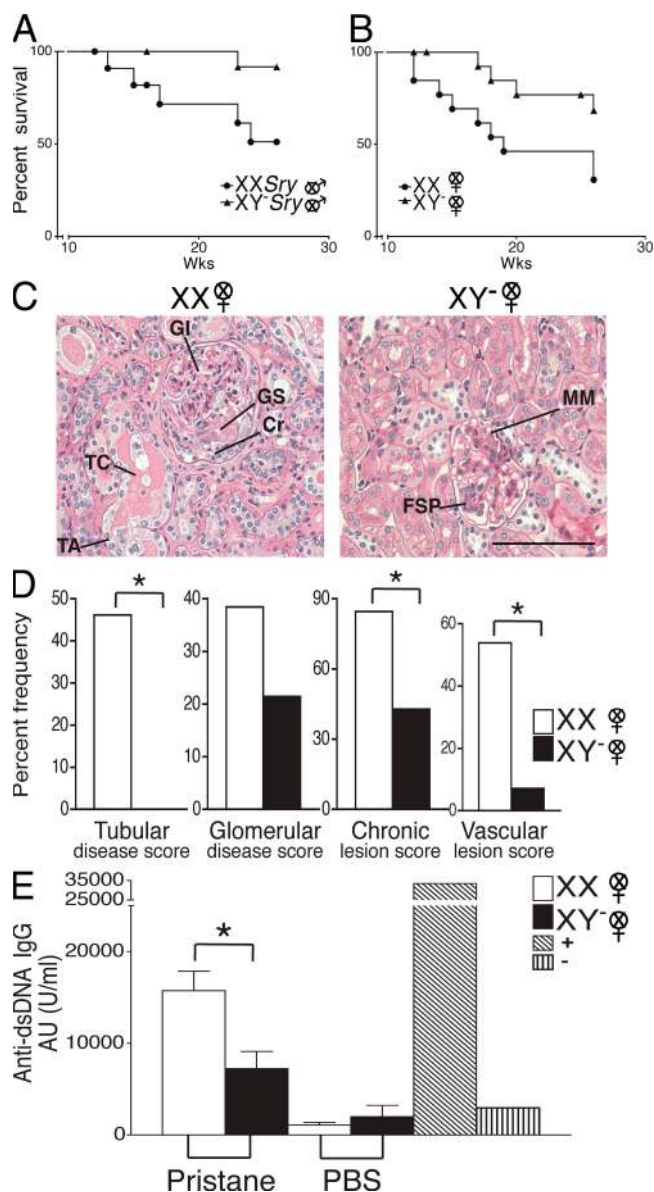 A
B
Percent survival
100
50
0
10
20
30
Wks
XXSry ♂
XY-Sry ♂
100
50
0
10
20
30
Wks
XX ♀
XY- ♀
C
XX♀
XY-♀
Gl
GS
Cr
TC
TA
MM
FSP
D
Percent frequency
50
40
30
20
10
0
*
Tubular
disease score
40
30
20
10
0
Glomerular
disease score
90
60
30
0
*
Chronic
lesion score
60
40
20
0
*
Vascular
lesion score
XX ♀
XY-♀
E
Anti-dsDNA IgG
AU (U/ml)
35000
25000
20000
10000
0
*
Pristane
PBS
XX ♀
XY-♀
+
-